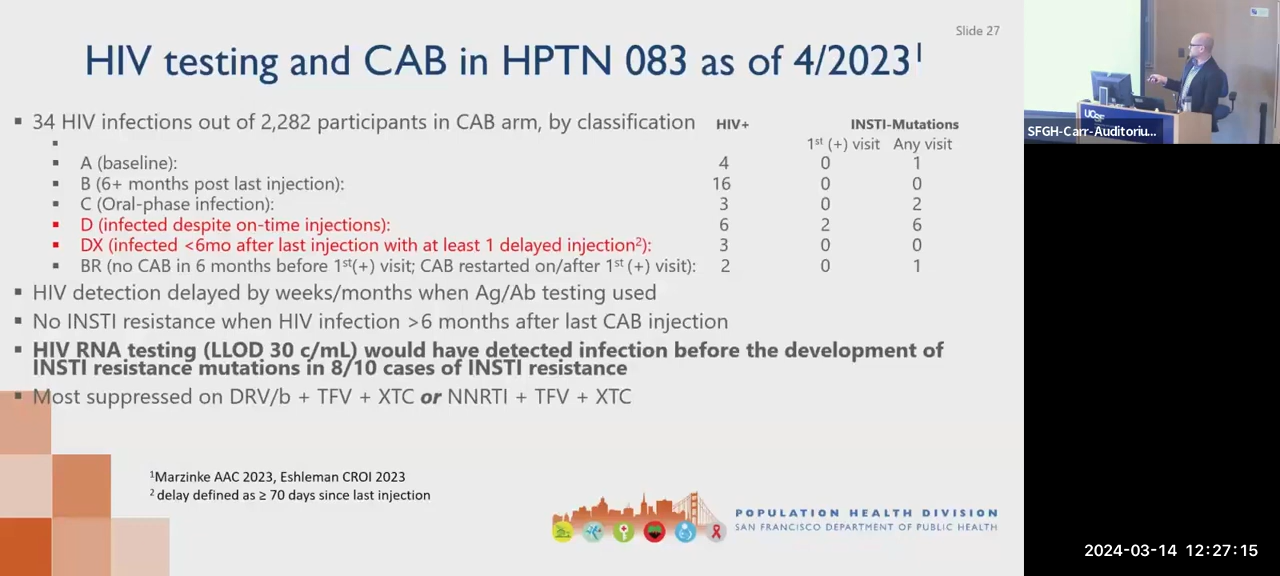 Slide 27
HIV testing and CAB in HPTN 083 as of 4/2023¹
▪ 34 HIV infections out of 2,282 participants in CAB arm, by classification HIV+ INSTI-Mutations
▪ 1st (+) visit Any visit
▪ A (baseline): 4 0 1
▪ B (6+ months post last injection): 16 0 0
▪ C (Oral-phase infection): 3 0 2
▪ D (infected despite on-time injections): 6 2 6
▪ DX (infected <6mo after last injection with at least 1 delayed injection²): 3 0 0
▪ BR (no CAB in 6 months before 1st(+) visit; CAB restarted on/after 1st (+) visit): 2 0 1
▪ HIV detection delayed by weeks/months when Ag/Ab testing used
▪ No INSTI resistance when HIV infection >6 months after last CAB injection
▪ HIV RNA testing (LLOD 30 c/mL) would have detected infection before the development of
INSTI resistance mutations in 8/10 cases of INSTI resistance
▪ Most suppressed on DRV/b + TFV + XTC or NNRTI + TFV + XTC
¹Marzinke AAC 2023, Eshleman CROI 2023
² delay defined as ≥ 70 days since last injection
POPULATION HEALTH DIVISION
SAN FRANCISCO DEPARTMENT OF PUBLIC HEALTH
UCSF
SFGH-Carr-Auditoriu...
2024-03-14 12:27:15